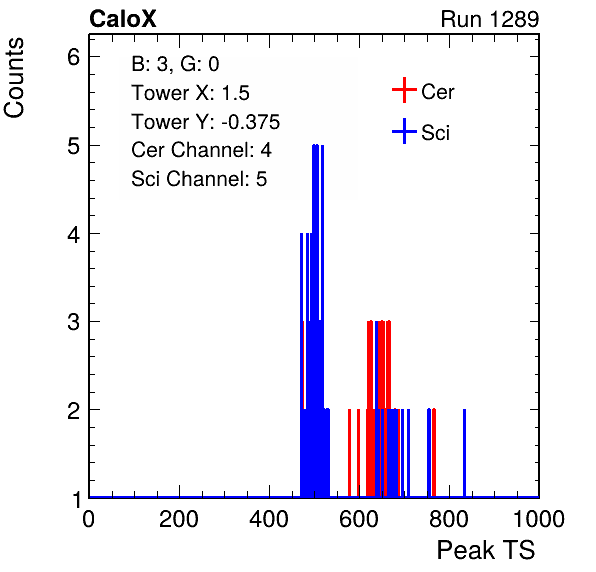 CaloX Run 1289
Counts
B: 3, G: 0
Tower X: 1.5
Tower Y: -0.375
Cer Channel: 4
Sci Channel: 5
Cer
Sci
6
5
4
3
2
1
0 200 400 600 800 1000
Peak TS